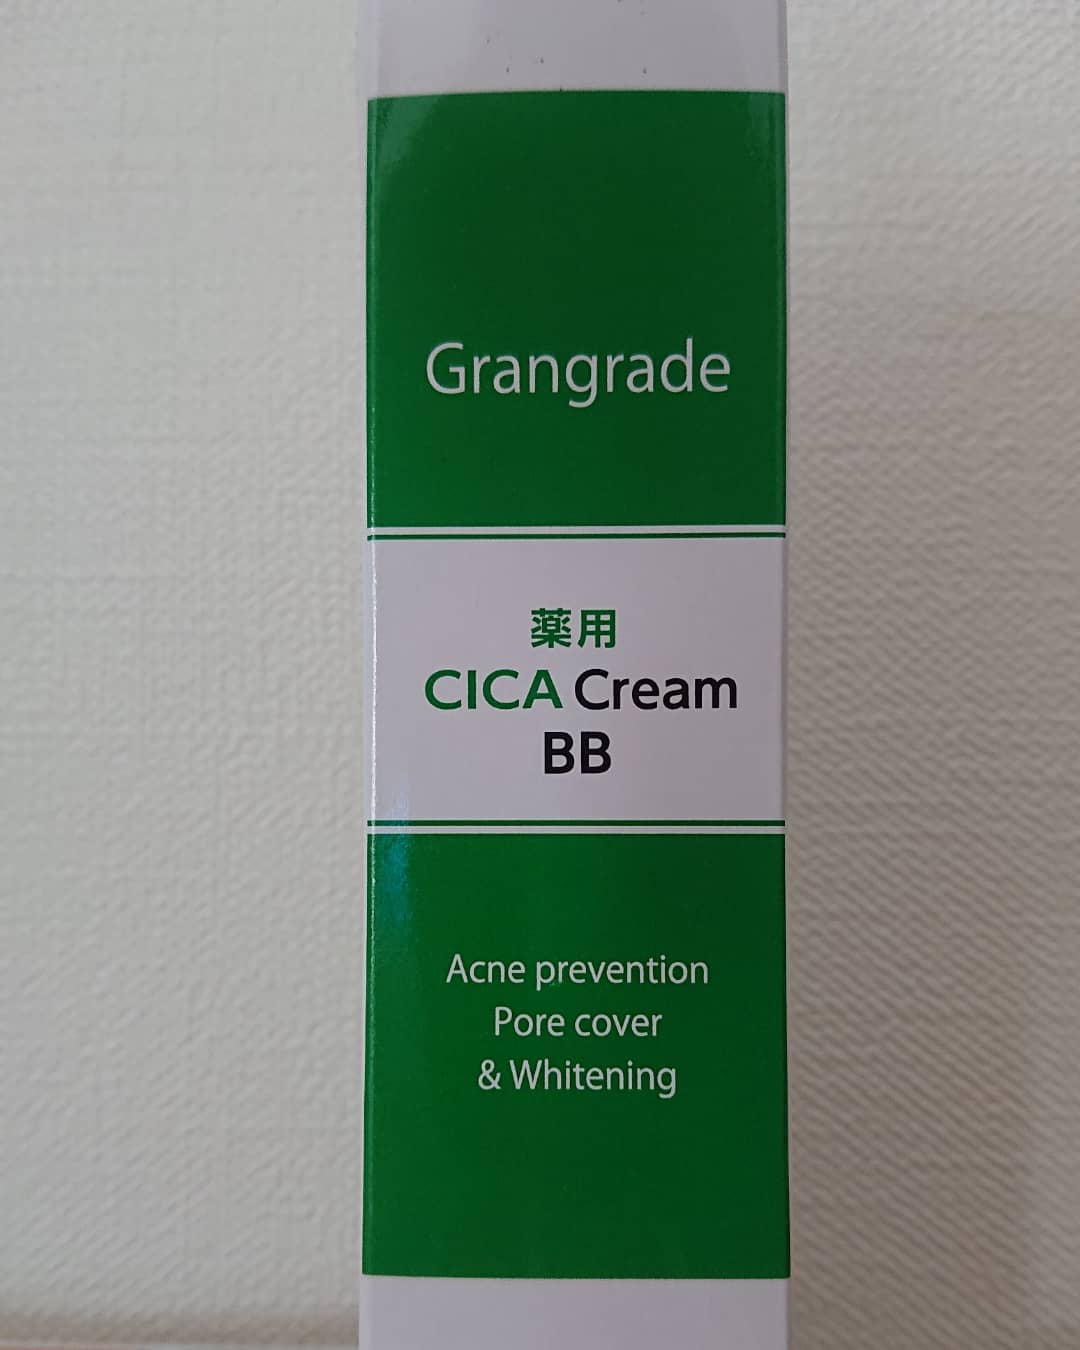 Grangrade
薬用
CICA Cream
BB
Acne prevention
Pore cover
& Whitening